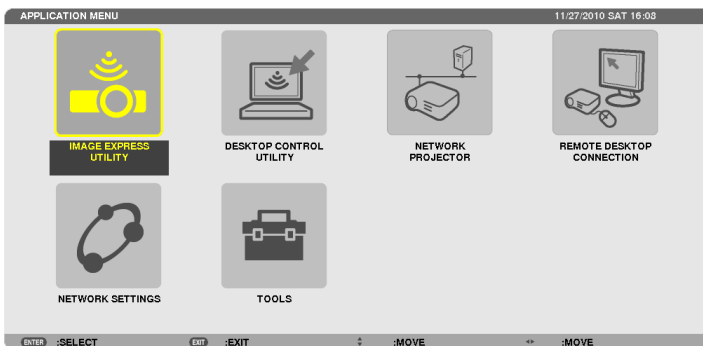 APPLICATION MENU 11/27/2010 SAT 16:08
IMAGE EXPRESS
UTILITY
DESKTOP CONTROL
UTILITY
NETWORK
PROJECTOR
REMOTE DESKTOP
CONNECTION
NETWORK SETTINGS
TOOLS
ENTER :SELECT EXIT :EXIT :MOVE :MOVE